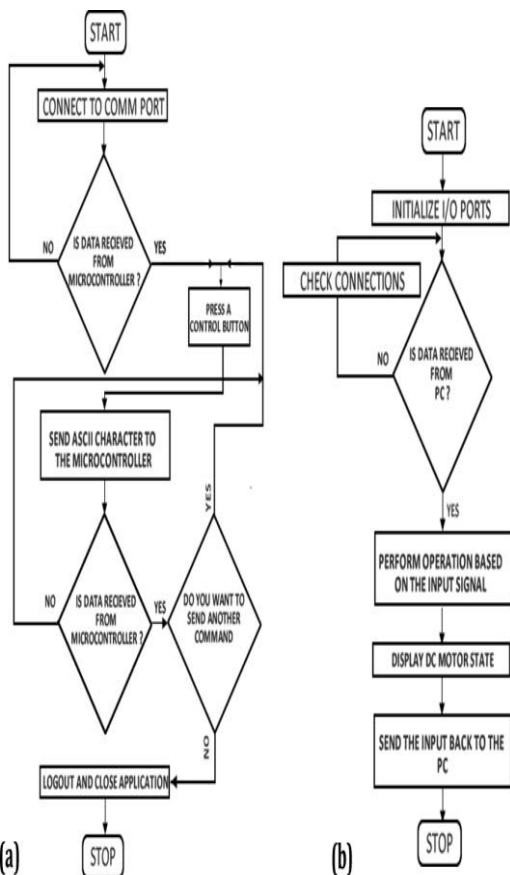 START
CONNECT TO COMM PORT
IS DATA RECIEVED
FROM
MICROCONTROLLER ?
NO
YES
PRESS A
CONTROL BUTTON
SEND ASCII CHARACTER TO
THE MICROCONTROLLER
IS DATA RECIEVED
FROM
MICROCONTROLLER ?
NO
YES
DO YOU WANT TO
SEND ANOTHER
COMMAND
YES
NO
LOGOUT AND CLOSE APPLICATION
STOP
(a)
START
INITIALIZE I/O PORTS
CHECK CONNECTIONS
IS DATA RECIEVED
FROM
PC ?
NO
YES
PERFORM OPERATION BASED
ON THE INPUT SIGNAL
DISPLAY DC MOTOR STATE
SEND THE INPUT BACK TO THE
PC
STOP
(b)